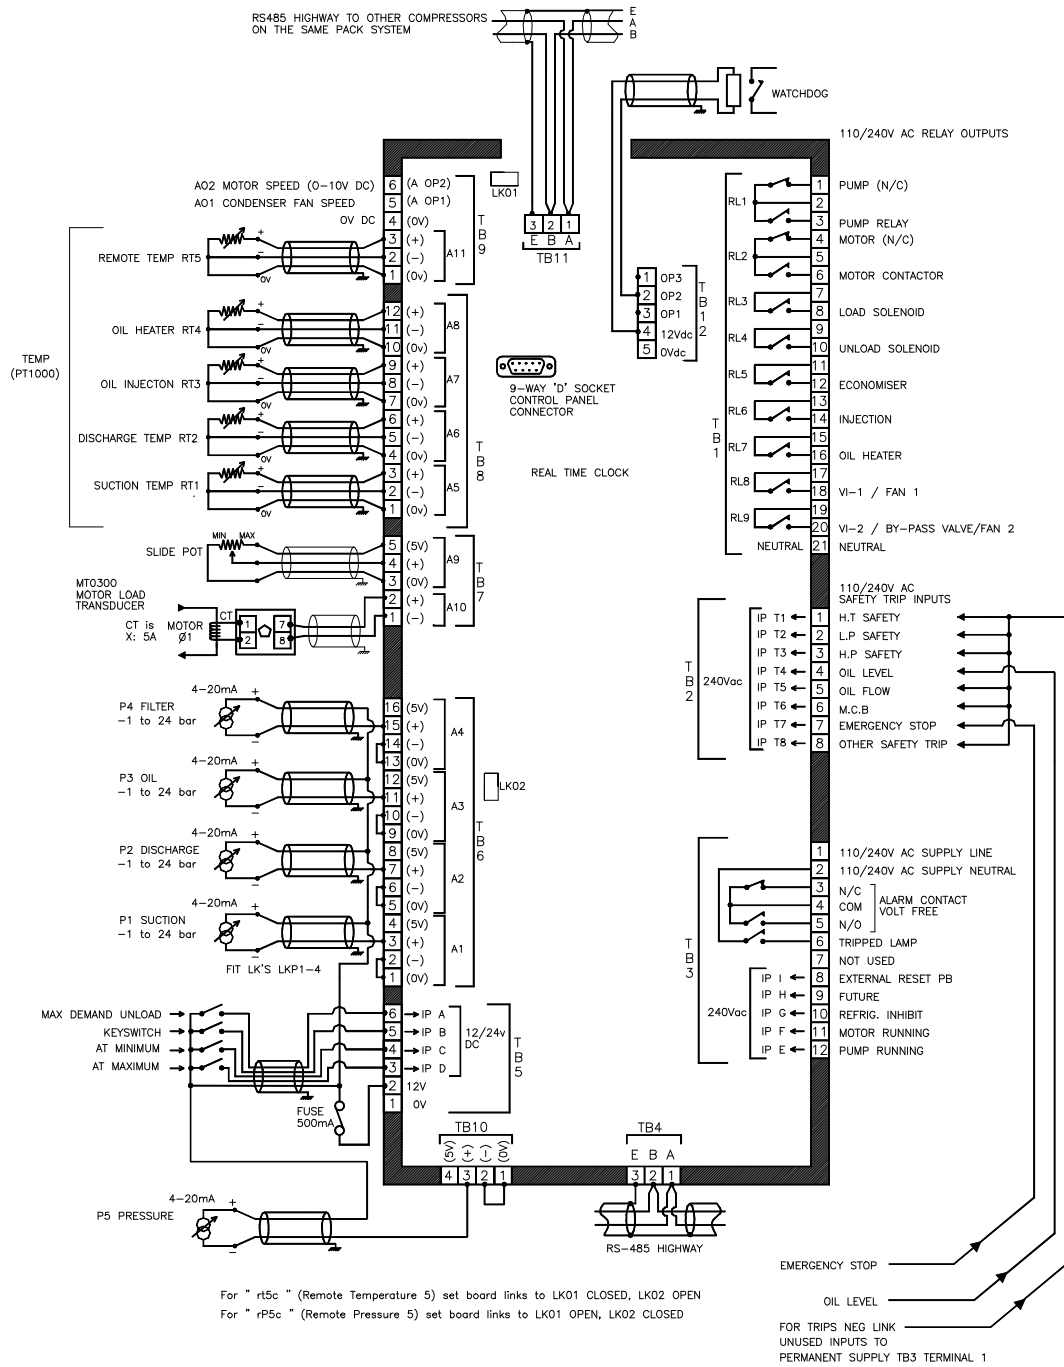 RS485 HIGHWAY TO OTHER COMPRESSORS
ON THE SAME PACK SYSTEM
E
A
B
WATCHDOG
110/240V AC RELAY OUTPUTS
LK01
3 2 1
E B A
TB11
AO2 MOTOR SPEED (0-10V DC) 6 (A OP2)
AO1 CONDENSER FAN SPEED 5 (A OP1)
0V DC 4 (0V)
3 (+)
REMOTE TEMP RT5 + - 0V 2 (-) A11
1 (0v)
TB9
TEMP
(PT1000)
12 (+)
OIL HEATER RT4 + - 0V 11 (-) A8
10 (0v)
9 (+)
OIL INJECTON RT3 + - 0V 8 (-) A7
7 (0v)
6 (+)
DISCHARGE TEMP RT2 + - 0V 5 (-) A6
4 (0v)
3 (+)
SUCTION TEMP RT1 + - 0V 2 (-) A5
1 (0v)
TB8
MIN MAX
SLIDE POT
5 (5V)
4 (+) A9
3 (0V)
2 (+) A10
1 (-)
TB7
MT0300
MOTOR LOAD
TRANSDUCER
CT is
X: 5A
MOTOR
Ø1
CT
1 7
2 8
4-20mA
P4 FILTER
-1 to 24 bar
+
-
16 (5V)
15 (+) A4
14 (-)
13 (0V)
4-20mA
P3 OIL
-1 to 24 bar
+
-
12 (5V)
11 (+) A3
10 (-)
9 (0V)
4-20mA
P2 DISCHARGE
-1 to 24 bar
+
-
8 (5V)
7 (+) A2
6 (-)
5 (0V)
4-20mA
P1 SUCTION
-1 to 24 bar
+
-
4 (5V)
3 (+) A1
2 (-)
1 (0V)
TB6
FIT LK'S LKP1-4
LK02
MAX DEMAND UNLOAD 6 IP A
KEYSWITCH 5 IP B
AT MINIMUM 4 IP C
AT MAXIMUM 3 IP D
12/24v
DC
2 12V
1 0V
TB5
FUSE
500mA
TB10
(5V) (+) (-) (0V)
4 3 2 1
4-20mA
P5 PRESSURE
+
-
TB4
E B A
3 2 1
RS-485 HIGHWAY
9-WAY 'D' SOCKET
CONTROL PANEL
CONNECTOR
REAL TIME CLOCK
1 OP3
2 OP2
3 OP1
4 12Vdc
5 0Vdc
TB12
TB1
RL1
1 PUMP (N/C)
2
3 PUMP RELAY
RL2
4 MOTOR (N/C)
5
6 MOTOR CONTACTOR
RL3
7
8 LOAD SOLENOID
RL4
9
10 UNLOAD SOLENOID
RL5
11
12 ECONOMISER
RL6
13
14 INJECTION
RL7
15
16 OIL HEATER
RL8
17
18 VI-1 / FAN 1
RL9
19
20 VI-2 / BY-PASS VALVE/FAN 2
NEUTRAL 21 NEUTRAL
110/240V AC
SAFETY TRIP INPUTS
TB2
240Vac
IP T1 1 H.T SAFETY
IP T2 2 L.P SAFETY
IP T3 3 H.P SAFETY
IP T4 4 OIL LEVEL
IP T5 5 OIL FLOW
IP T6 6 M.C.B
IP T7 7 EMERGENCY STOP
IP T8 8 OTHER SAFETY TRIP
TB3
1 110/240V AC SUPPLY LINE
2 110/240V AC SUPPLY NEUTRAL
3 N/C
4 COM
5 N/O
ALARM CONTACT
VOLT FREE
6 TRIPPED LAMP
7 NOT USED
240Vac
IP I 8 EXTERNAL RESET PB
IP H 9 FUTURE
IP G 10 REFRIG. INHIBIT
IP F 11 MOTOR RUNNING
IP E 12 PUMP RUNNING
EMERGENCY STOP
OIL LEVEL
FOR TRIPS NEG LINK
UNUSED INPUTS TO
PERMANENT SUPPLY TB3 TERMINAL 1
For " rt5c " (Remote Temperature 5) set board links to LK01 CLOSED, LK02 OPEN
For " rP5c " (Remote Pressure 5) set board links to LK01 OPEN, LK02 CLOSED